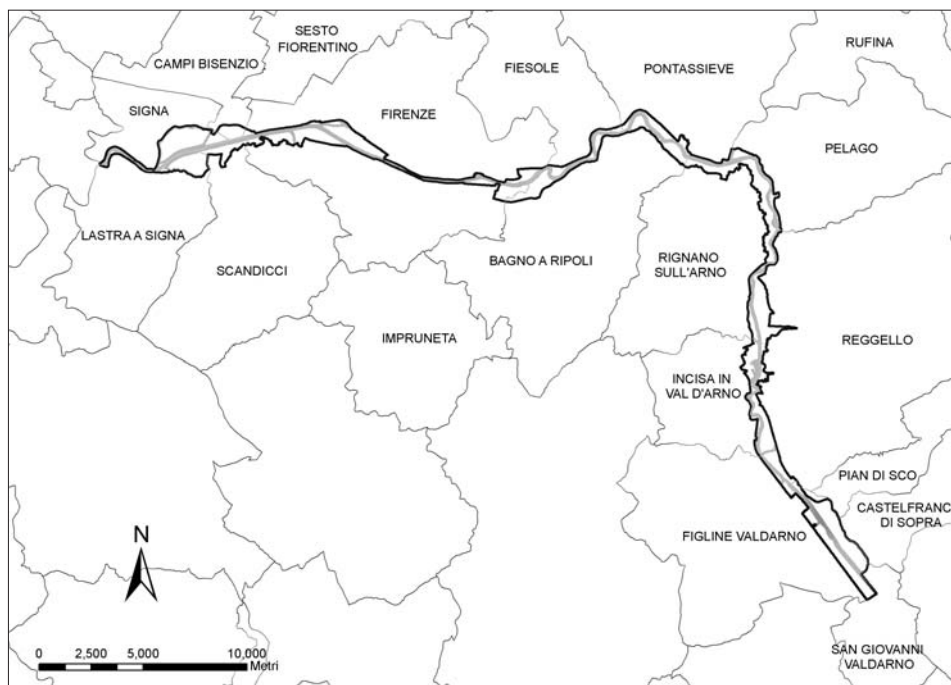 SESTO
FIORENTINO
RUFINA
CAMPI BISENZIO
FIESOLE
PONTASSIEVE
SIGNA
FIRENZE
PELAGO
LASTRA A SIGNA
SCANDICCI
BAGNO A RIPOLI
RIGNANO
SULL'ARNO
IMPRUNETA
REGGELLO
INCISA IN
VAL D'ARNO
PIAN DI SCO
CASTELFRANC
DI SOPRA
FIGLINE VALDARNO
N
SAN GIOVANNI
VALDARNO
0 2,500 5,000 10,000
Metri